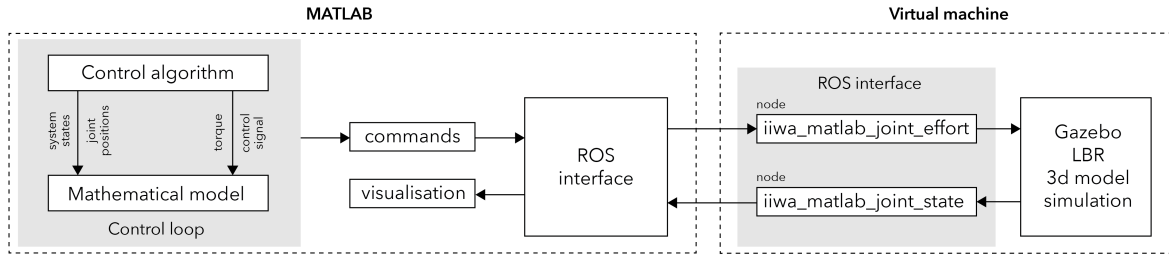 MATLAB
Virtual machine
Control algorithm
system
states
joint
positions
torque
control
signal
Mathematical model
Control loop
commands
visualisation
ROS
interface
ROS interface
node
iiwa_matlab_joint_effort
node
iiwa_matlab_joint_state
Gazebo
LBR
3d model
simulation